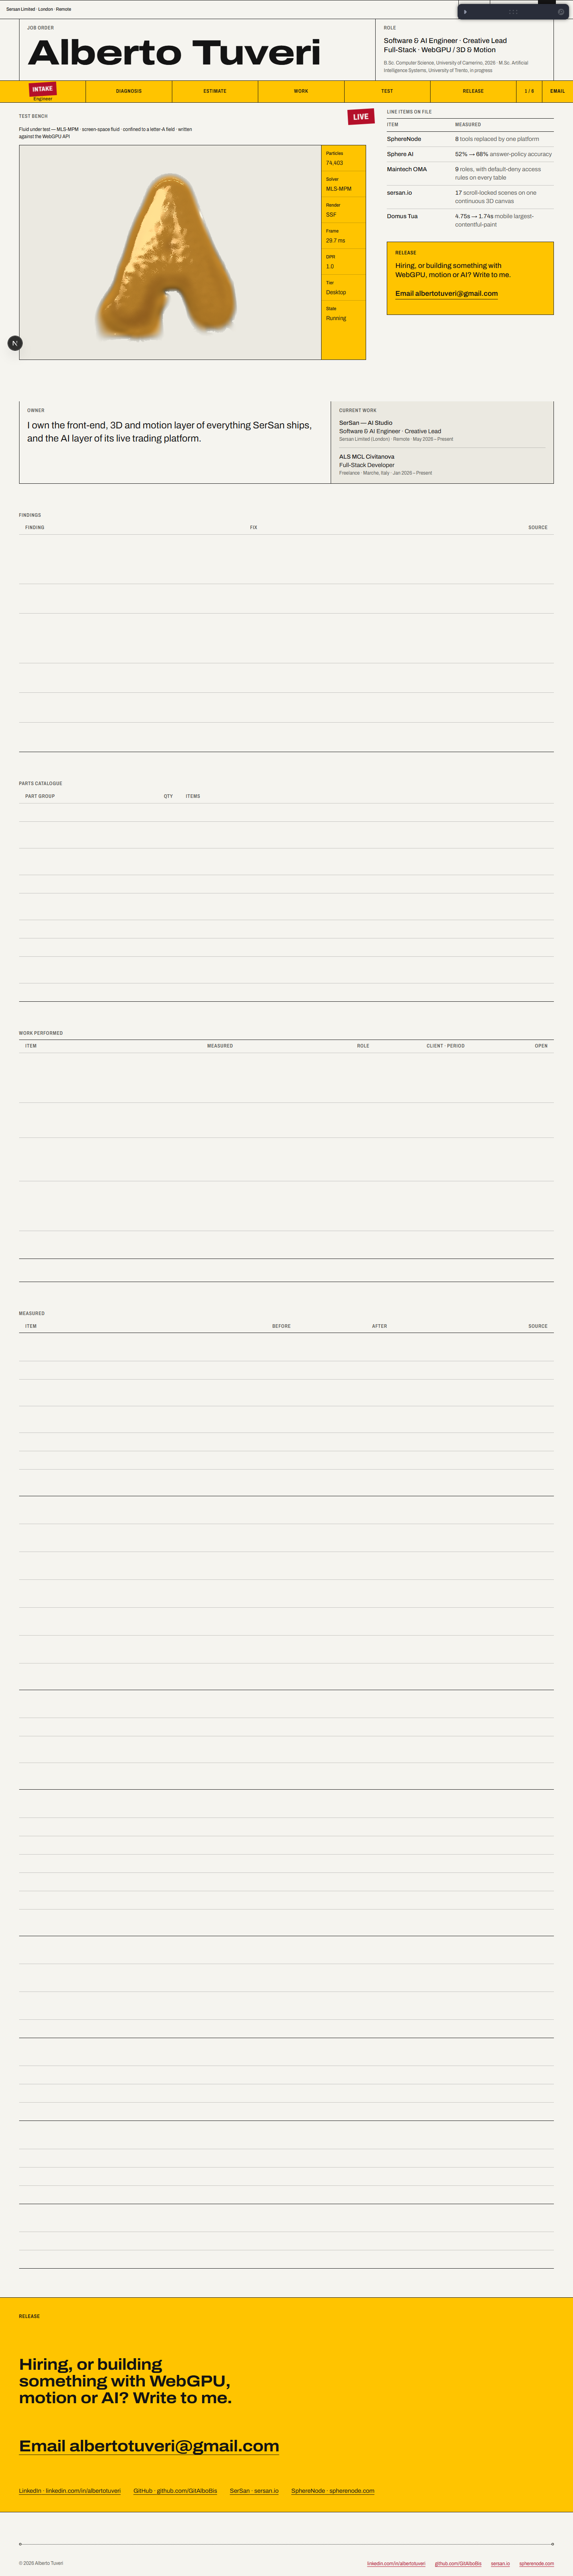 Sersan Limited · London · Remote
JOB ORDER
Alberto Tuveri
ROLE
Software & AI Engineer · Creative Lead
Full-Stack · WebGPU / 3D & Motion
B.Sc. Computer Science, University of Camerino, 2026 · M.Sc. Artificial
Intelligence Systems, University of Trento, in progress
INTAKE
Engineer
DIAGNOSIS
ESTIMATE
WORK
TEST
RELEASE
1 / 6
EMAIL
TEST BENCH
Fluid under test — MLS-MPM · screen-space fluid · confined to a letter-A field · written
against the WebGPU API
LIVE
Particles
74,403
Solver
MLS-MPM
Render
SSF
Frame
29.7 ms
DPR
1.0
Tier
Desktop
State
Running
LINE ITEMS ON FILE
ITEM MEASURED
SphereNode 8 tools replaced by one platform
Sphere AI 52% → 68% answer-policy accuracy
Maintech OMA 9 roles, with default-deny access
rules on every table
sersan.io 17 scroll-locked scenes on one
continuous 3D canvas
Domus Tua 4.75s → 1.74s mobile largest-
contentful-paint
RELEASE
Hiring, or building something with
WebGPU, motion or AI? Write to me.
Email albertotuveri@gmail.com
N
OWNER
I own the front-end, 3D and motion layer of everything SerSan ships,
and the AI layer of its live trading platform.
CURRENT WORK
SerSan — AI Studio
Software & AI Engineer · Creative Lead
Sersan Limited (London) · Remote · May 2026 – Present
ALS MCL Civitanova
Full-Stack Developer
Freelance · Marche, Italy · Jan 2026 – Present
FINDINGS
FINDING FIX SOURCE
PARTS CATALOGUE
PART GROUP QTY ITEMS
WORK PERFORMED
ITEM MEASURED ROLE CLIENT · PERIOD OPEN
MEASURED
ITEM BEFORE AFTER SOURCE
RELEASE
Hiring, or building
something with WebGPU,
motion or AI? Write to me.
Email albertotuveri@gmail.com
LinkedIn · linkedin.com/in/albertotuveri GitHub · github.com/GitAlboBis SerSan · sersan.io SphereNode · spherenode.com
© 2026 Alberto Tuveri
linkedin.com/in/albertotuveri github.com/GitAlboBis sersan.io spherenode.com